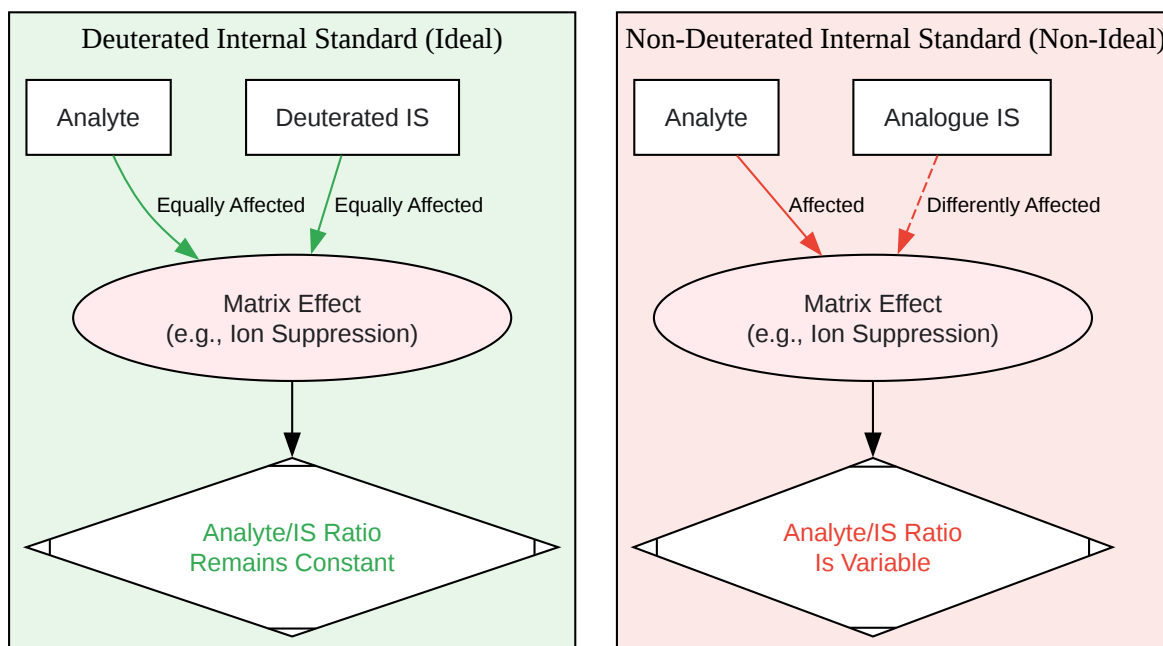 Deuterated Internal Standard (Ideal)
Analyte
Deuterated IS
Equally Affected
Equally Affected
Matrix Effect
(e.g., Ion Suppression)
Analyte/IS Ratio
Remains Constant
Non-Deuterated Internal Standard (Non-Ideal)
Analyte
Analogue IS
Affected
Differently Affected
Matrix Effect
(e.g., Ion Suppression)
Analyte/IS Ratio
Is Variable